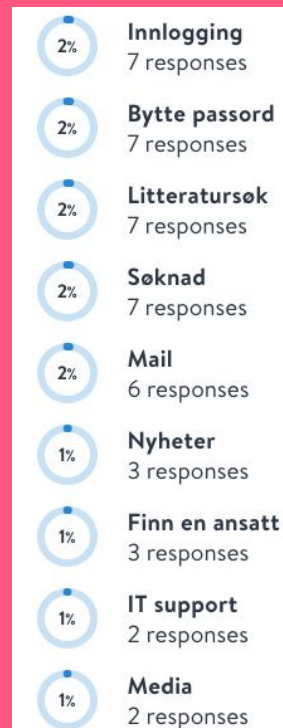 2%
Innlogging
7 responses
2%
Bytte passord
7 responses
2%
Litteratursøk
7 responses
2%
Søknad
7 responses
2%
Mail
6 responses
1%
Nyheter
3 responses
1%
Finn en ansatt
3 responses
1%
IT support
2 responses
1%
Media
2 responses